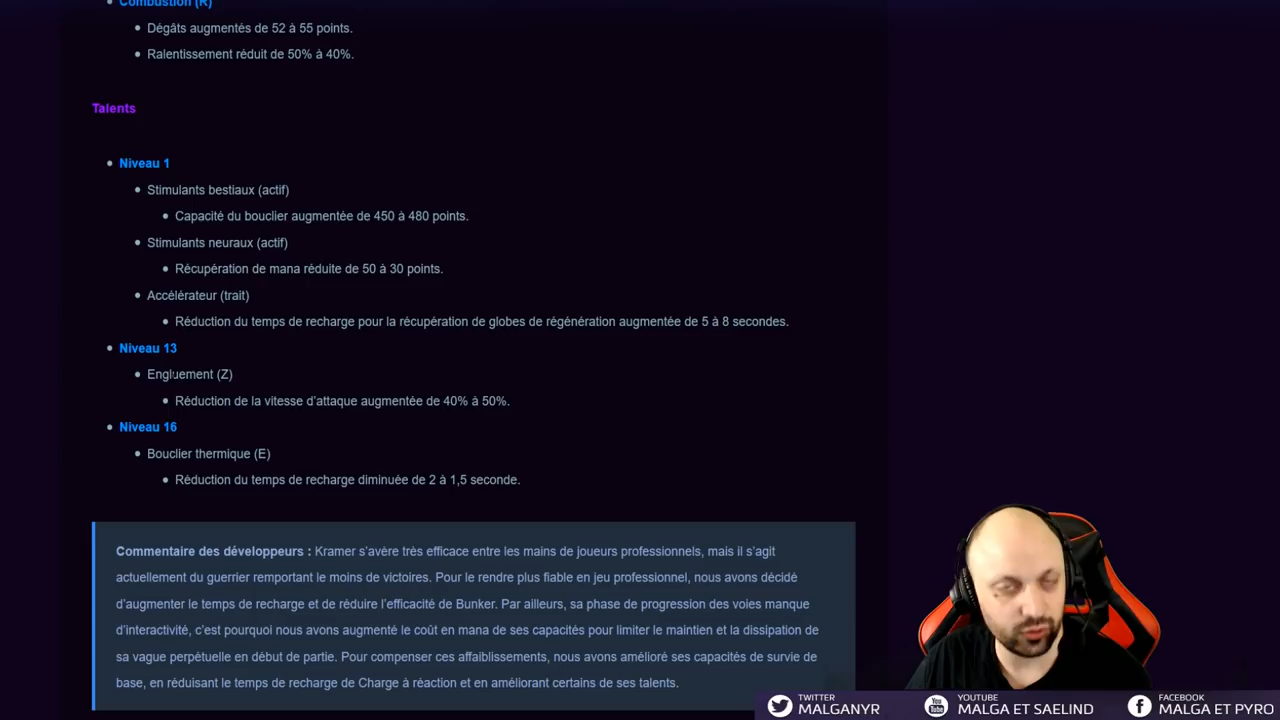 Combustion (R)
Dégâts augmentés de 52 à 55 points.
Ralentissement réduit de 50% à 40%.
Talents
Niveau 1
Stimulants bestiaux (actif)
Capacité du bouclier augmentée de 450 à 480 points.
Stimulants neuraux (actif)
Récupération de mana réduite de 50 à 30 points.
Accélérateur (trait)
Réduction du temps de recharge pour la récupération de globes de régénération augmentée de 5 à 8 secondes.
Niveau 13
Engluement (Z)
Réduction de la vitesse d’attaque augmentée de 40% à 50%.
Niveau 16
Bouclier thermique (E)
Réduction du temps de recharge diminuée de 2 à 1,5 seconde.
Commentaire des développeurs : Kramer s’avère très efficace entre les mains de joueurs professionnels, mais il s’agit
actuellement du guerrier remportant le moins de victoires. Pour le rendre plus fiable en jeu professionnel, nous avons décidé
d’augmenter le temps de recharge et de réduire l’efficacité de Bunker. Par ailleurs, sa phase de progression des voies manque
d’interactivité, c’est pourquoi nous avons augmenté le coût en mana de ses capacités pour limiter le maintien et la dissipation de
sa vague perpétuelle en début de partie. Pour compenser ces affaiblissements, nous avons amélioré ses capacités de survie de
base, en réduisant le temps de recharge de Charge à réaction et en améliorant certains de ses talents.
TWITTER
MALGANYR
YOUTUBE
MALGA ET SAELIND
FACEBOOK
MALGA ET PYRO